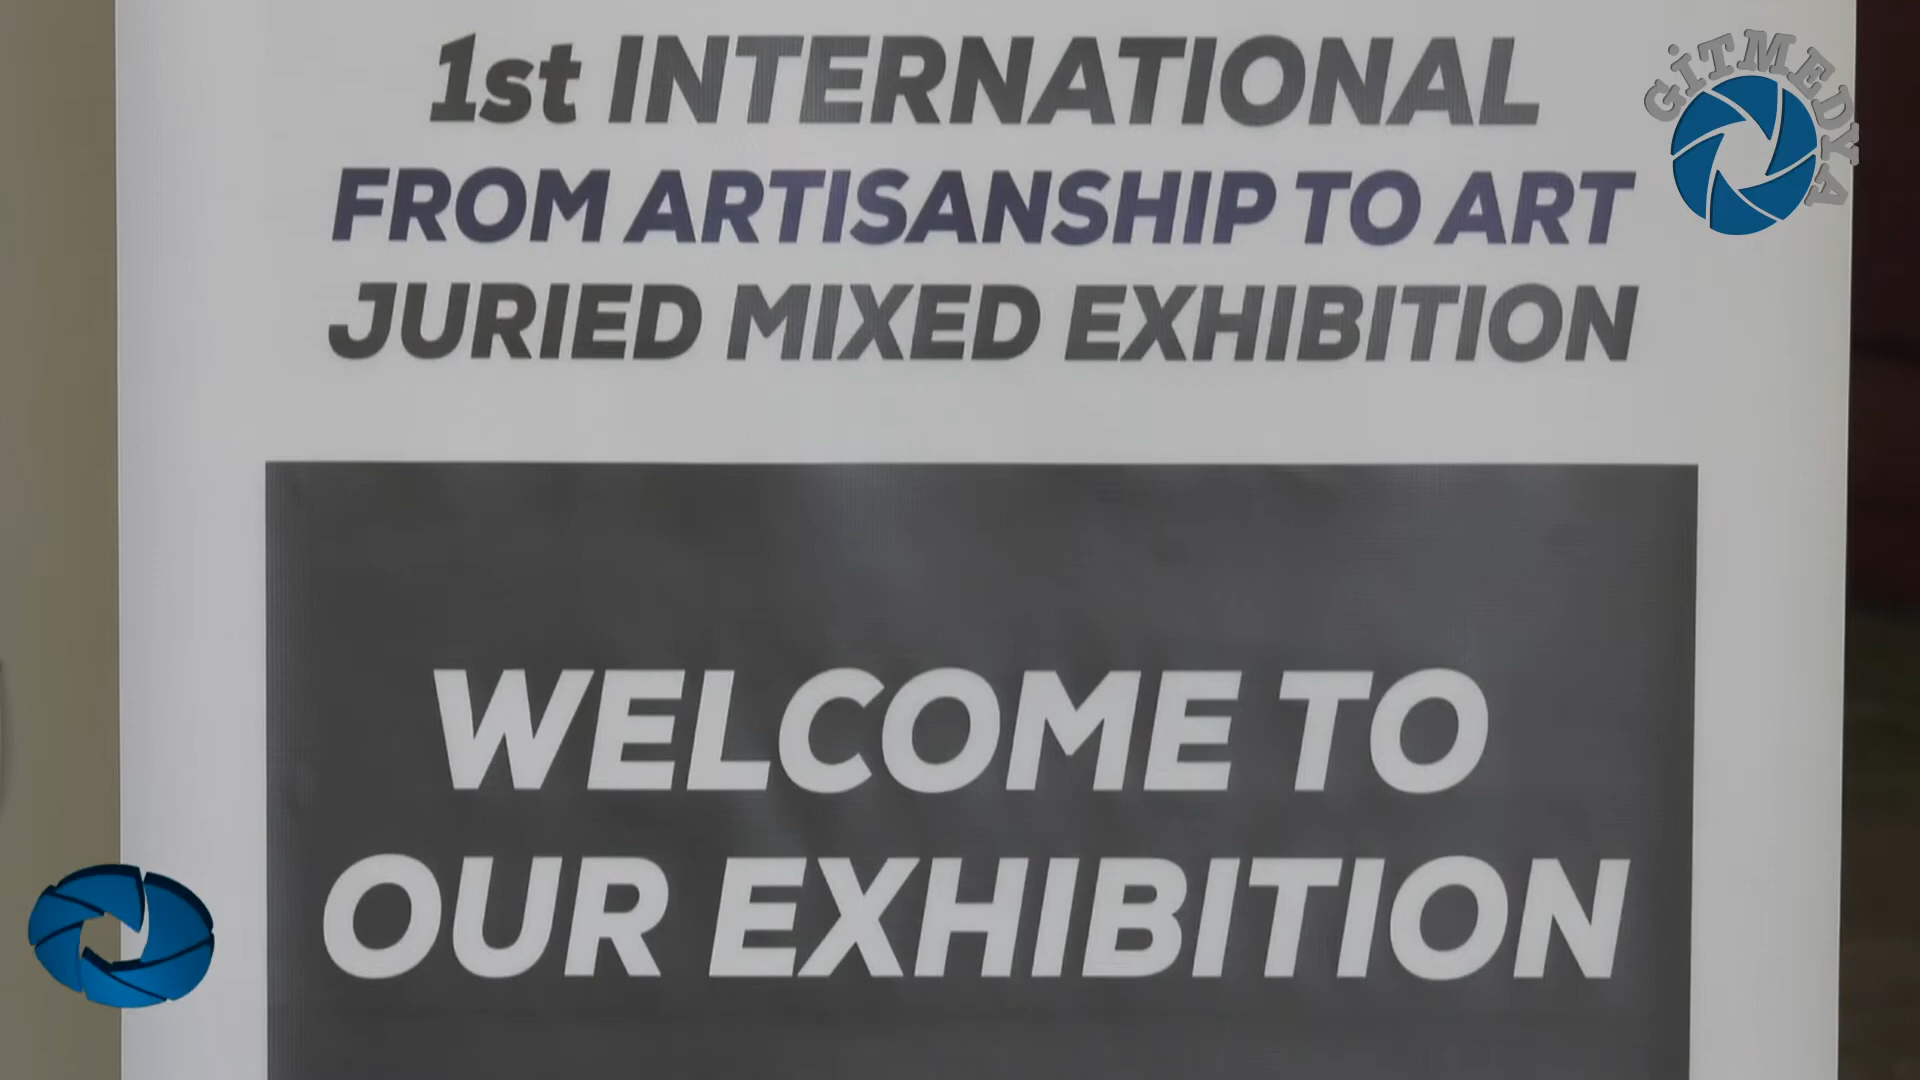 1st INTERNATIONAL
FROM ARTISANSHIP TO ART
JURIED MIXED EXHIBITION
WELCOME TO
OUR EXHIBITION
GİTMEDYA